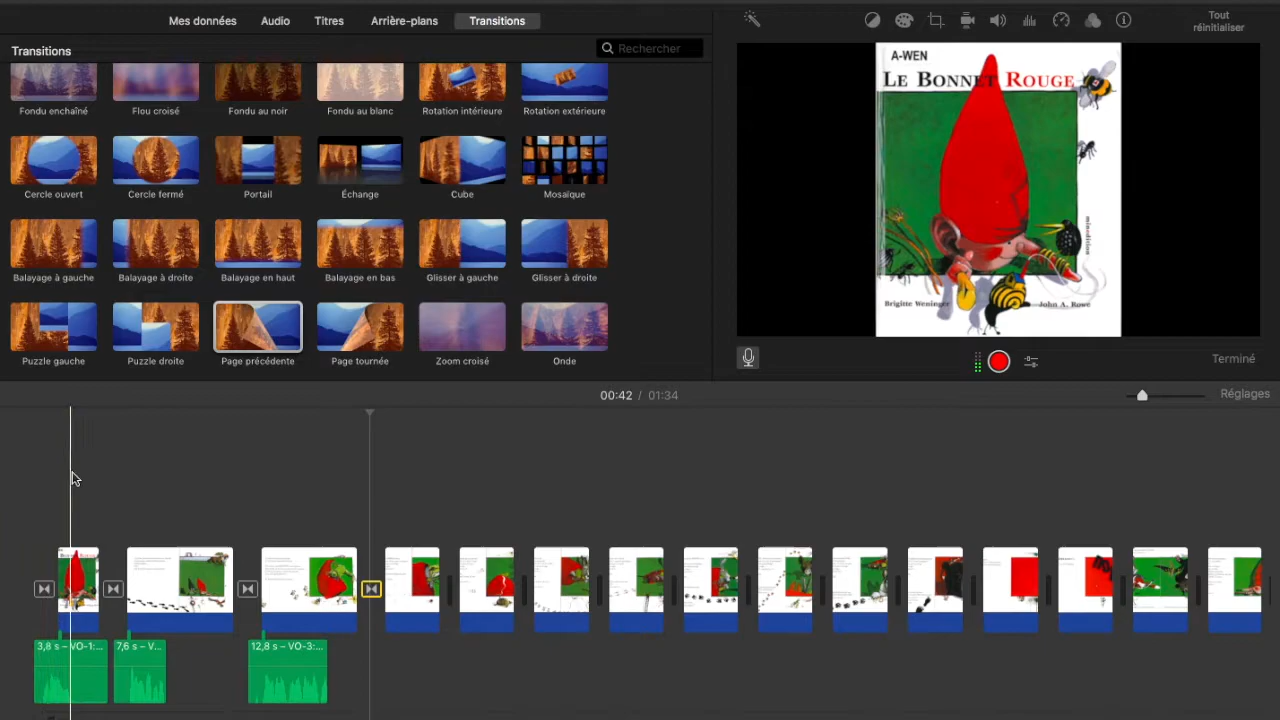 Mes données Audio Titres Arrière-plans Transitions
Tout
réinitialiser
Transitions
Rechercher
Fondu enchaîné Flou croisé Fondu au noir Fondu au blanc Rotation intérieure Rotation extérieure
Cercle ouvert Cercle fermé Portail Échange Cube Mosaïque
Balayage à gauche Balayage à droite Balayage en haut Balayage en bas Glisser à gauche Glisser à droite
Puzzle gauche Puzzle droite Page précédente Page tournée Zoom croisé Onde
A-WEN
LE BONNET ROUGE
minedition
Brigitte Weninger John A. Rowe
Terminé
00:42 / 01:34
Réglages
3,8 s – VO-1:... 7,6 s – V... 12,8 s – VO-3:...